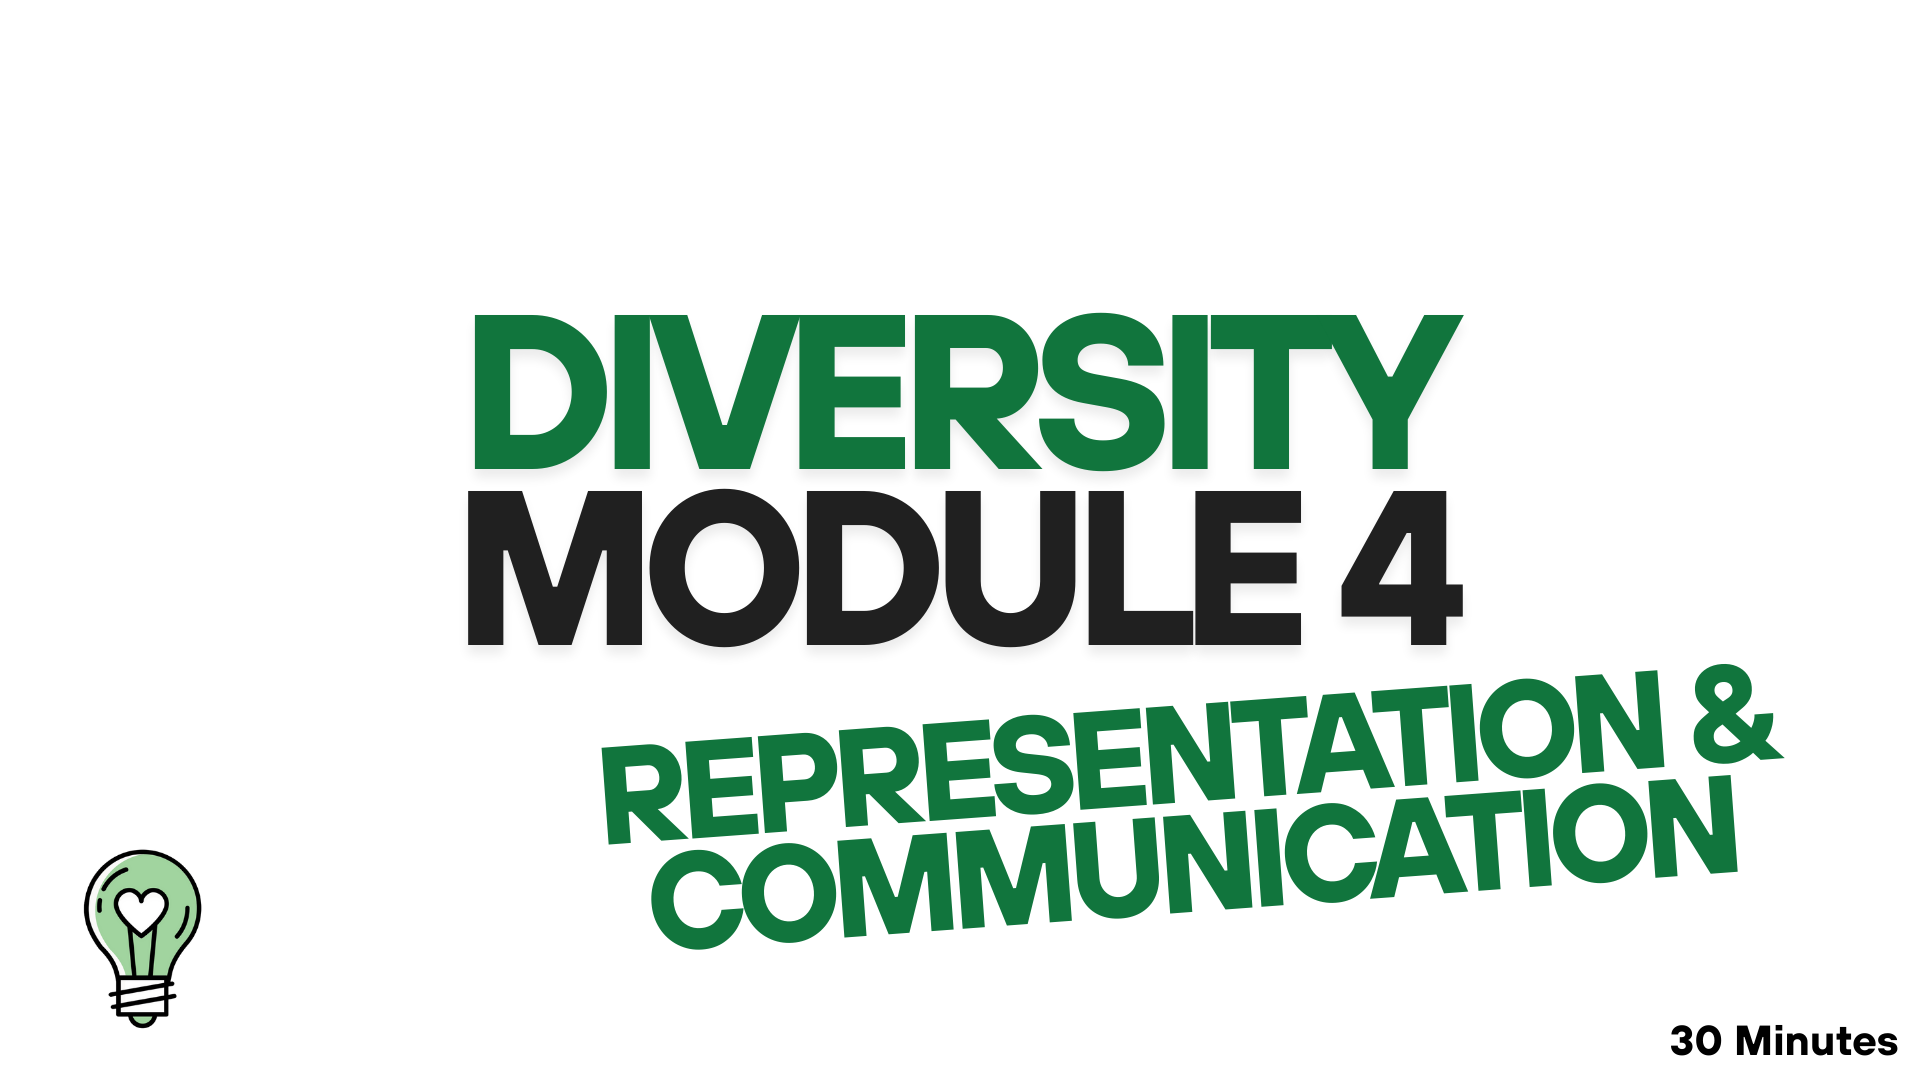 DIVERSITY
MODULE 4
REPRESENTATION &
COMMUNICATION
30 Minutes